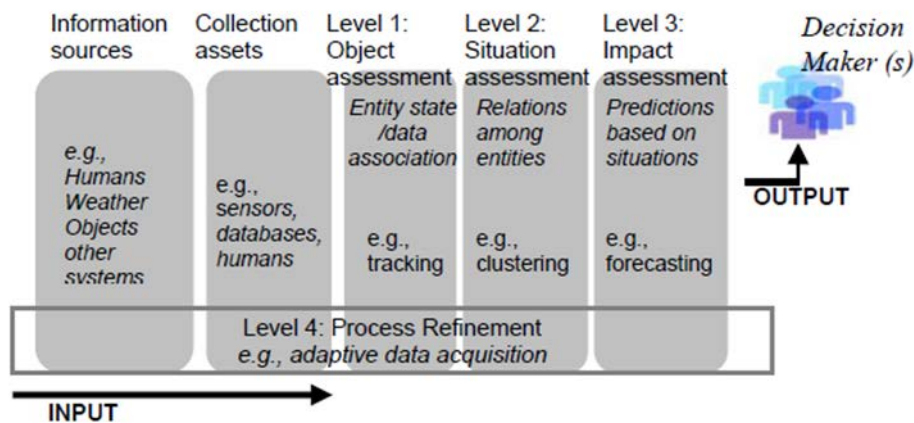 Information
sources
Collection
assets
Level 1:
Object
assessment
Level 2:
Situation
assessment
Level 3:
Impact
assessment
Decision
Maker (s)
e.g.,
Humans
Weather
Objects
other
systems
e.g.,
sensors,
databases,
humans
Entity state
/data
association
e.g.,
tracking
Relations
among
entities
e.g.,
clustering
Predictions
based on
situations
e.g.,
forecasting
OUTPUT
Level 4: Process Refinement
e.g., adaptive data acquisition
INPUT